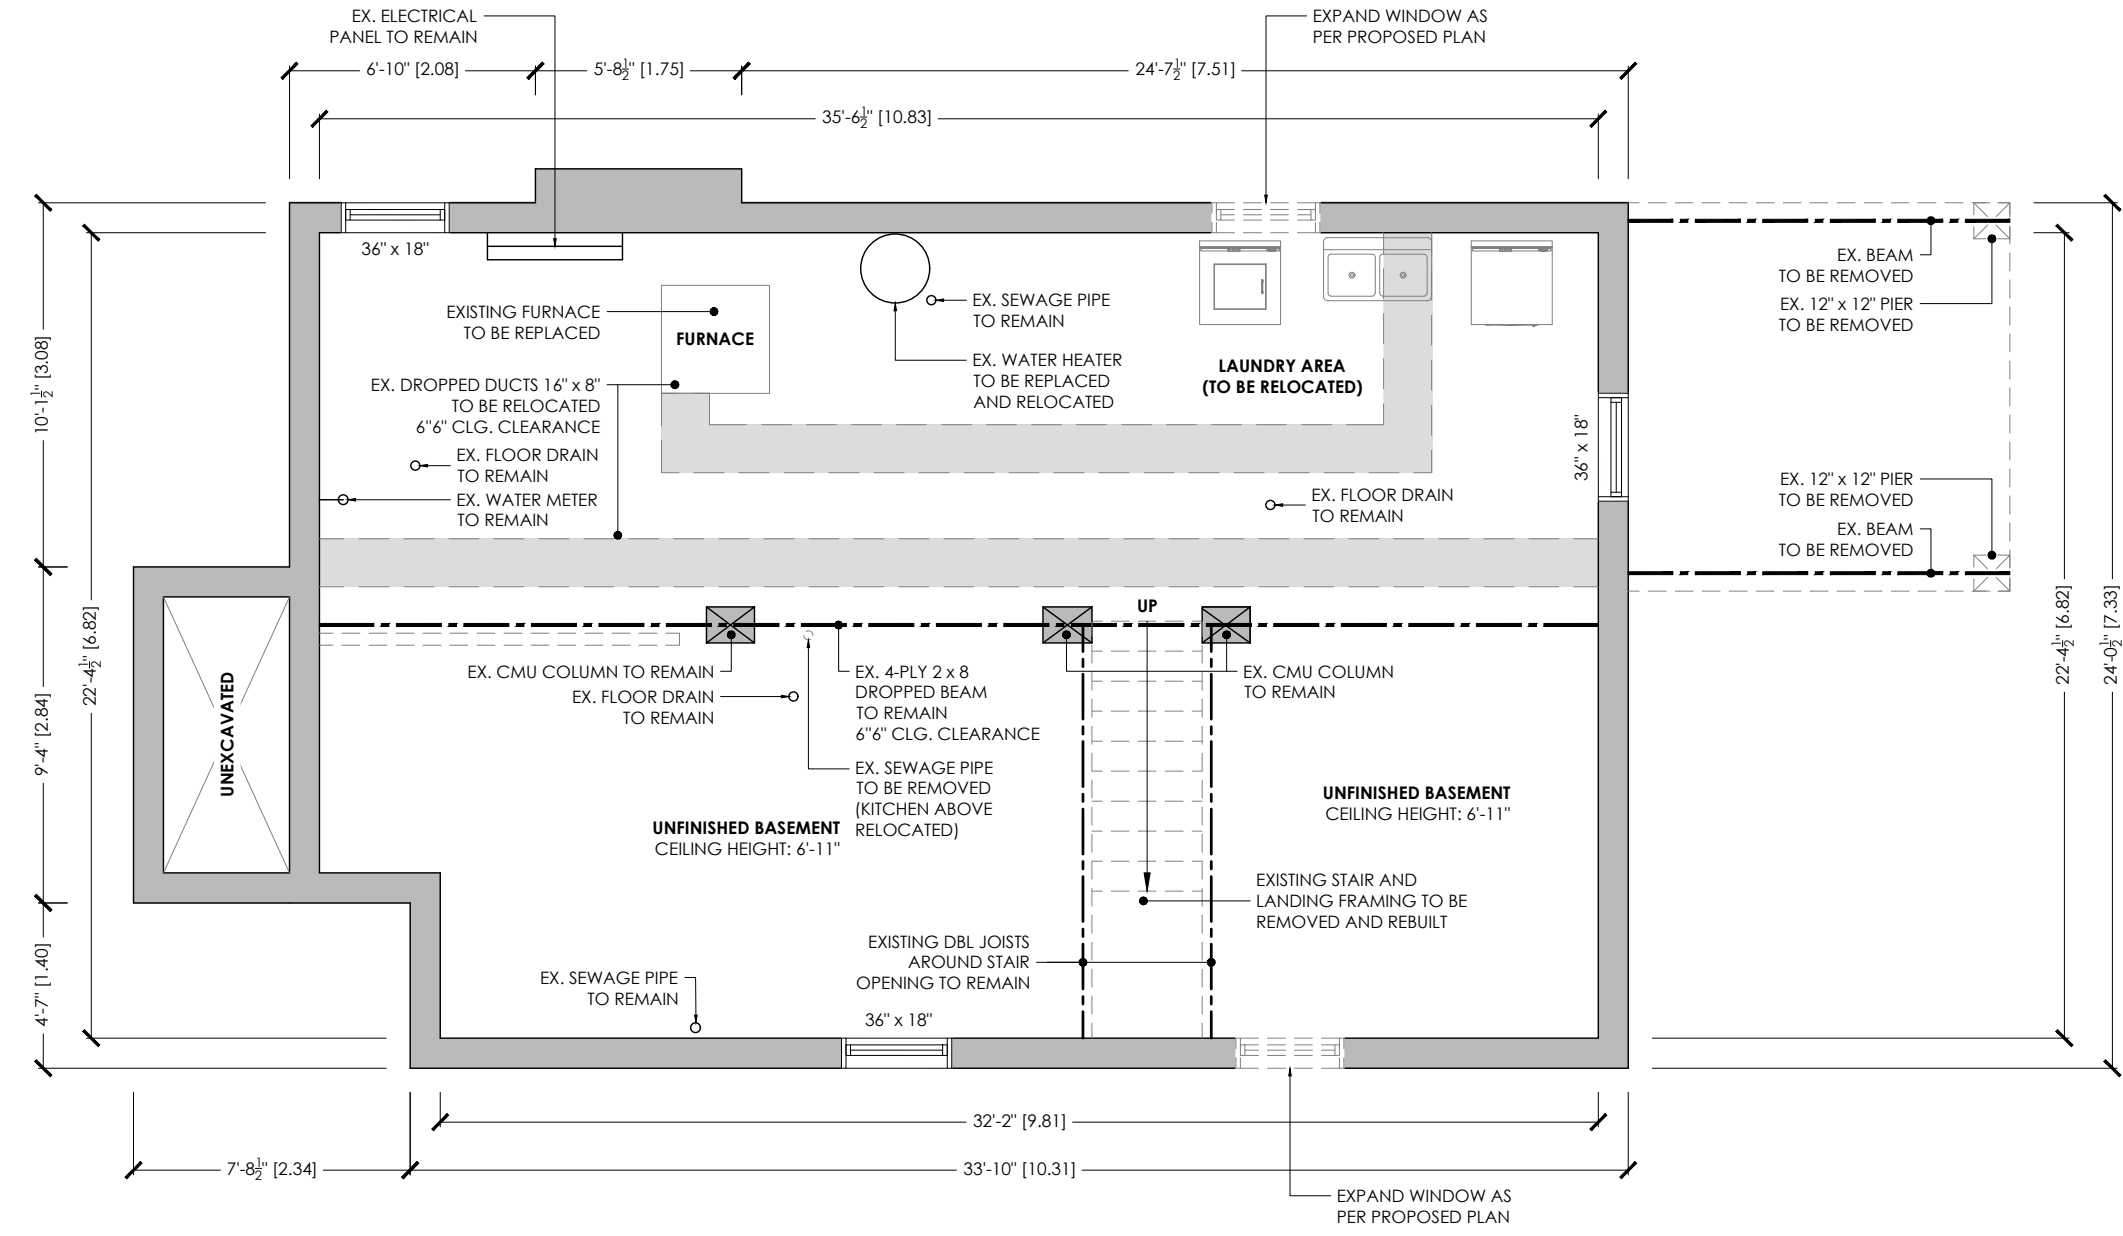 EX. ELECTRICAL
PANEL TO REMAIN
EXPAND WINDOW AS
PER PROPOSED PLAN
6'-10" [2.08]
5'-8½" [1.75]
24'-7½" [7.51]
35'-6½" [10.83]
36" x 18"
EX. BEAM
TO BE REMOVED
EX. 12" x 12" PIER
TO BE REMOVED
EX. SEWAGE PIPE
TO REMAIN
EXISTING FURNACE
TO BE REPLACED
FURNACE
EX. WATER HEATER
TO BE REPLACED
AND RELOCATED
LAUNDRY AREA
(TO BE RELOCATED)
EX. DROPPED DUCTS 16" x 8"
TO BE RELOCATED
6"6" CLG. CLEARANCE
10'-1½" [3.08]
36" x 18"
EX. FLOOR DRAIN
TO REMAIN
EX. WATER METER
TO REMAIN
EX. FLOOR DRAIN
TO REMAIN
EX. 12" x 12" PIER
TO BE REMOVED
EX. BEAM
TO BE REMOVED
UP
22'-4½" [6.82]
22'-4½" [6.82]
24'-0½" [7.33]
EX. CMU COLUMN TO REMAIN
EX. FLOOR DRAIN
TO REMAIN
EX. 4-PLY 2 x 8
DROPPED BEAM
TO REMAIN
6"6" CLG. CLEARANCE
EX. CMU COLUMN
TO REMAIN
9'-4" [2.84]
UNEXCAVATED
EX. SEWAGE PIPE
TO BE REMOVED
(KITCHEN ABOVE
RELOCATED)
UNFINISHED BASEMENT
CEILING HEIGHT: 6'-11"
UNFINISHED BASEMENT
CEILING HEIGHT: 6'-11"
EXISTING STAIR AND
LANDING FRAMING TO BE
REMOVED AND REBUILT
EXISTING DBL JOISTS
AROUND STAIR
OPENING TO REMAIN
4'-7" [1.40]
EX. SEWAGE PIPE
TO REMAIN
36" x 18"
32'-2" [9.81]
7'-8½" [2.34]
33'-10" [10.31]
EXPAND WINDOW AS
PER PROPOSED PLAN